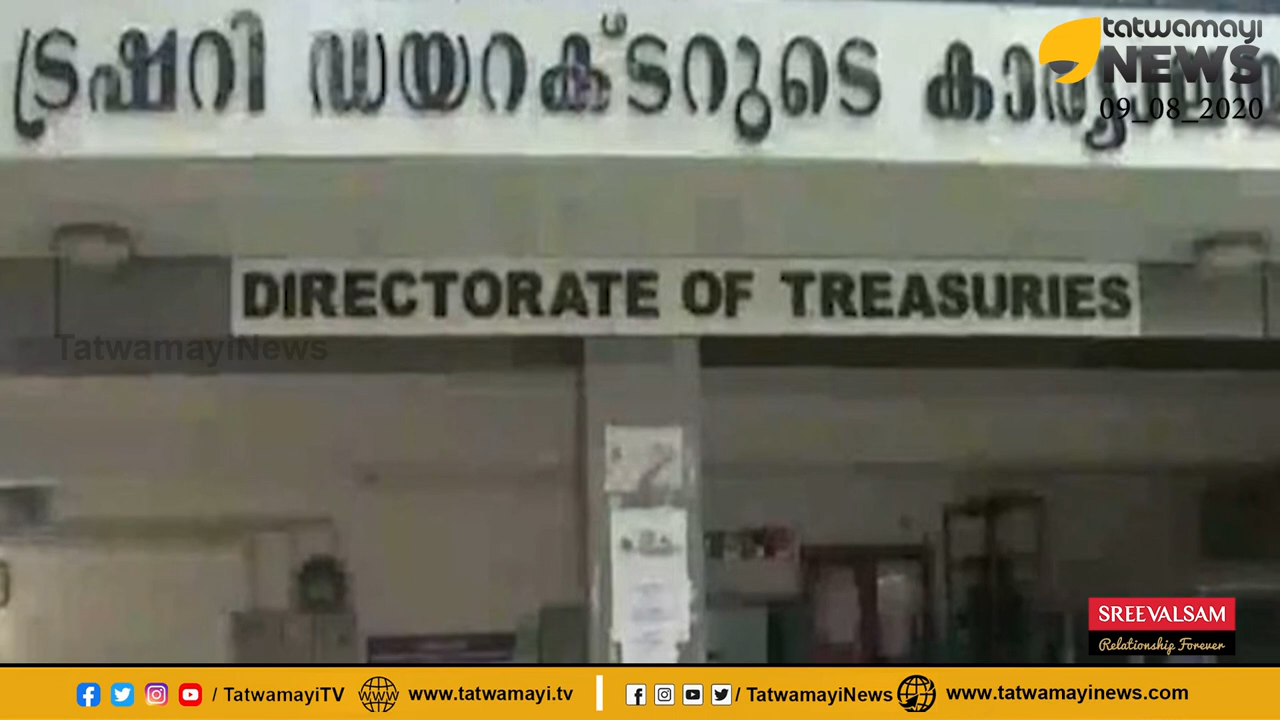 ട്രഷറി ഡയറക്ടറുടെ
tatwamayi
NEWS
09_08_2020
DIRECTORATE OF TREASURIES
TatwamayiNews
SREEVALSAM
Relationship Forever
/ TatwamayiTV www.tatwamayi.tv / TatwamayiNews www.tatwamayinews.com